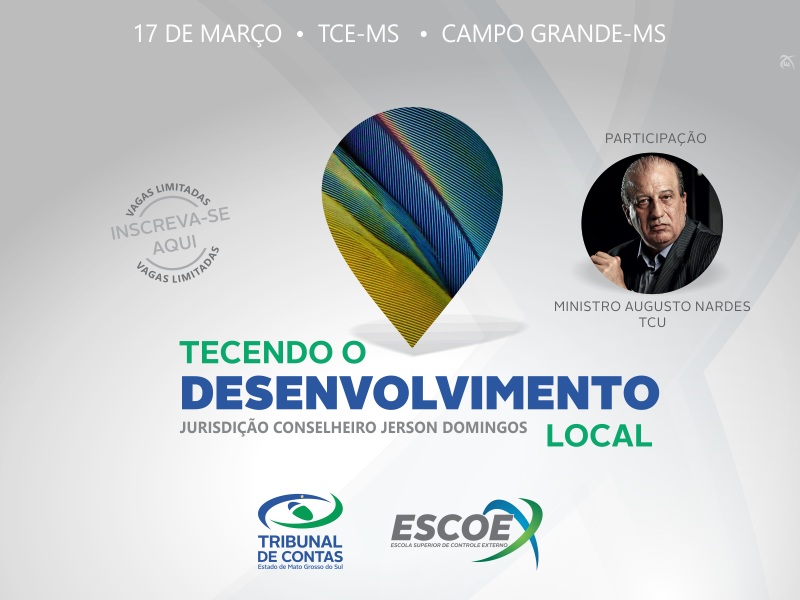 17 DE MARÇO • TCE-MS • CAMPO GRANDE-MS
PARTICIPAÇÃO
VAGAS LIMITADAS
INSCREVA-SE
AQUI
VAGAS LIMITADAS
MINISTRO AUGUSTO NARDES
TCU
TECENDO O
DESENVOLVIMENTO
JURISDIÇÃO CONSELHEIRO JERSON DOMINGOS
LOCAL
TRIBUNAL
DE CONTAS
Estado de Mato Grosso do Sul
ESCOEX
ESCOLA SUPERIOR DE CONTROLE EXTERNO